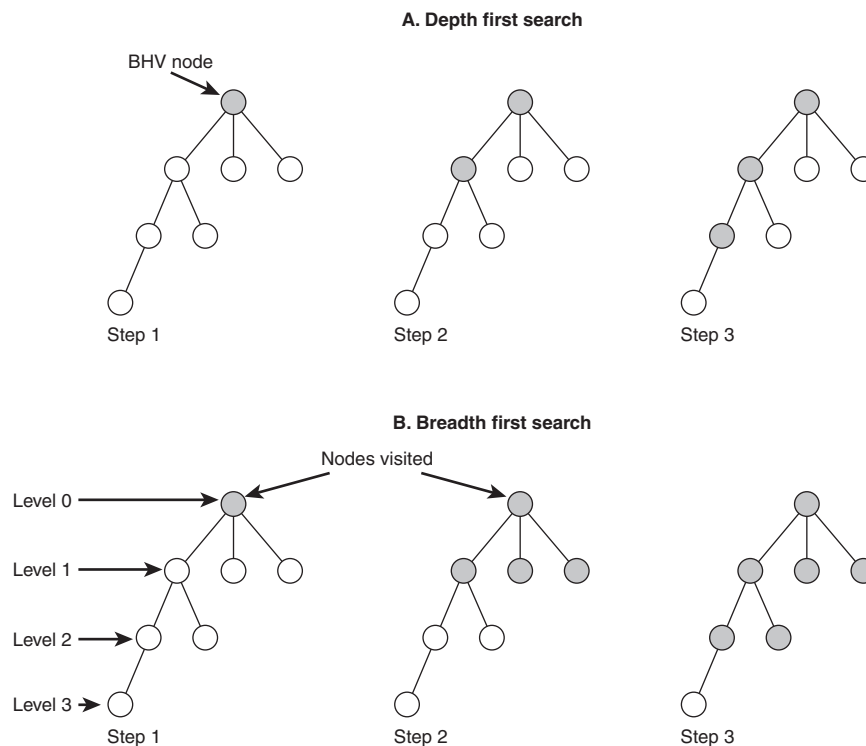 A. Depth first search
BHV node
Step 1
Step 2
Step 3
B. Breadth first search
Nodes visited
Level 0
Level 1
Level 2
Level 3
Step 1
Step 2
Step 3